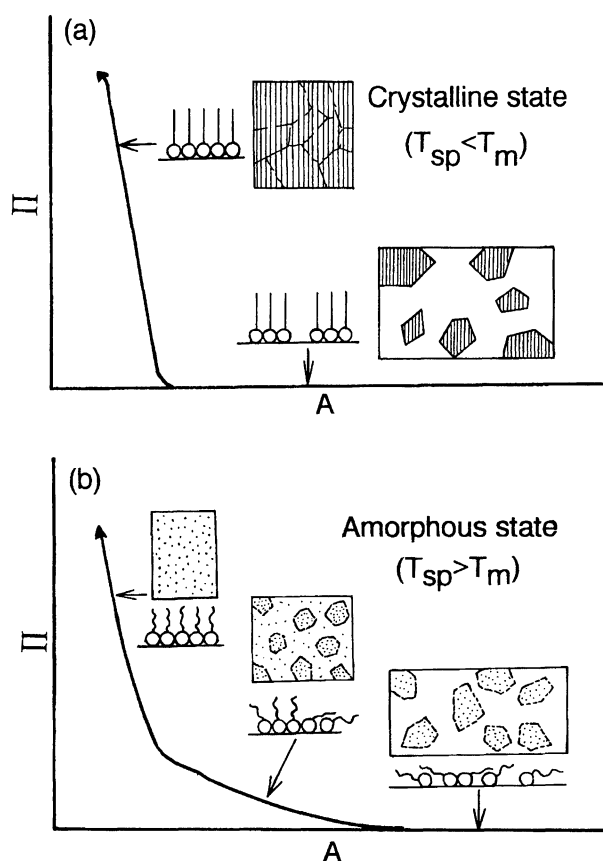 (a)
Crystalline state
(Tsp<Tm)
Π
A
(b)
Amorphous state
(Tsp>Tm)
Π
A